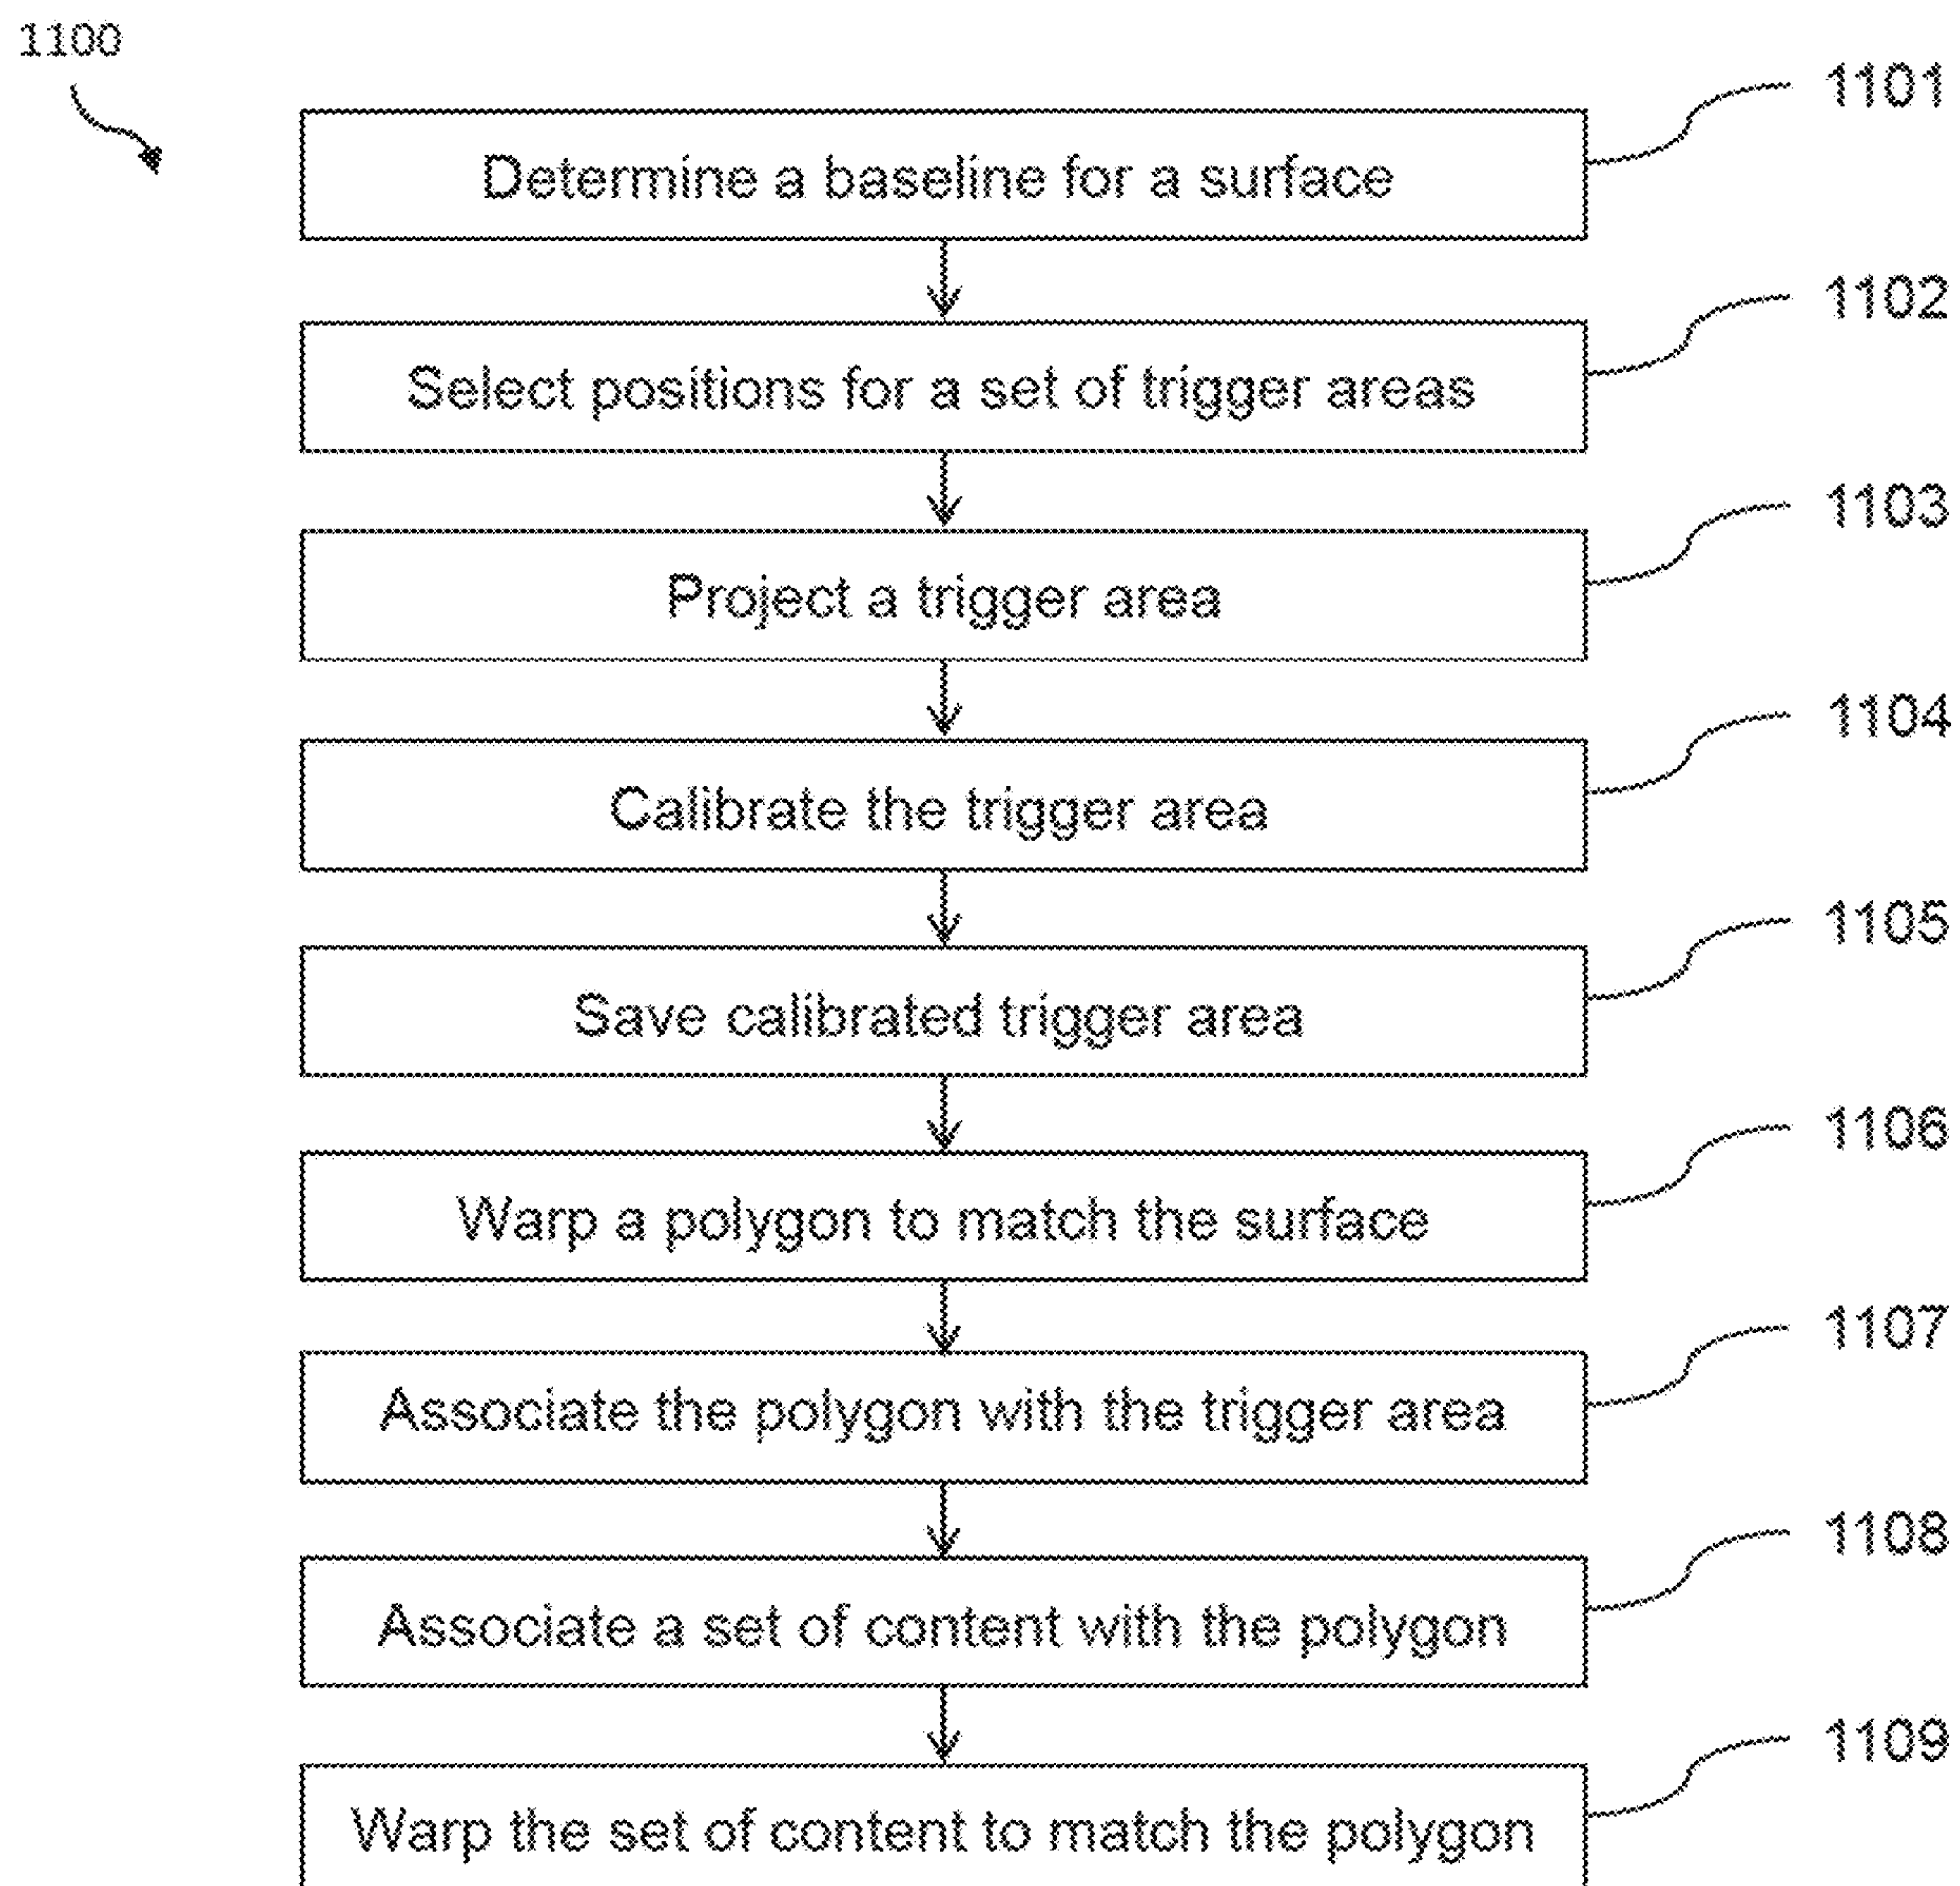 1100
1101
Determine a baseline for a surface
1102
Select positions for a set of trigger areas
1103
Project a trigger area
1104
Calibrate the trigger area
1105
Save calibrated trigger area
1106
Warp a polygon to match the surface
1107
Associate the polygon with the trigger area
1108
Associate a set of content with the polygon
1109
Warp the set of content to match the polygon